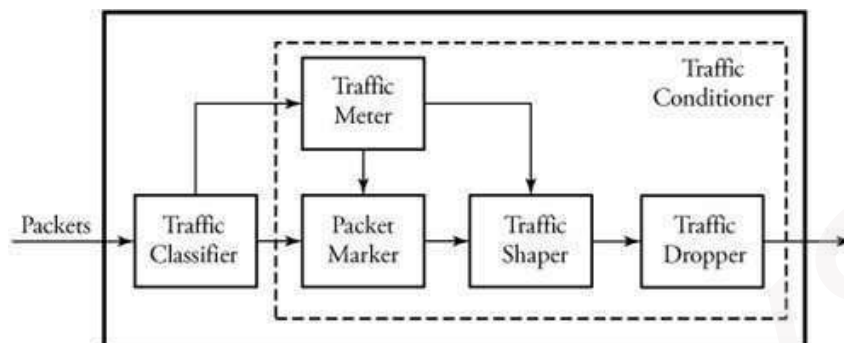 Traffic
Conditioner
Traffic
Meter
Packets
Traffic
Classifier
Packet
Marker
Traffic
Shaper
Traffic
Dropper